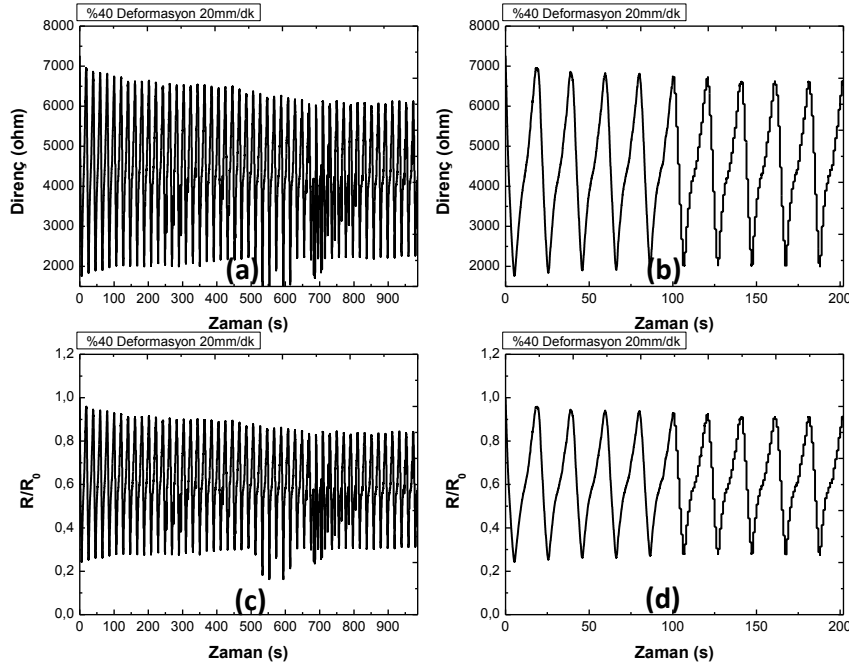 %40 Deformasyon 20mm/dk
8000
7000
6000
5000
4000
3000
2000
Direnç (ohm)
(a)
0 100 200 300 400 500 600 700 800 900
Zaman (s)
%40 Deformasyon 20mm/dk
8000
7000
6000
5000
4000
3000
2000
Direnç (ohm)
(b)
0 50 100 150 200
Zaman (s)
%40 Deformasyon 20mm/dk
1,2
1,0
0,8
0,6
0,4
0,2
0,0
R/R0
(c)
0 100 200 300 400 500 600 700 800 900
Zaman (s)
%40 Deformasyon 20mm/dk
1,2
1,0
0,8
0,6
0,4
0,2
0,0
R/R0
(d)
0 50 100 150 200
Zaman (s)